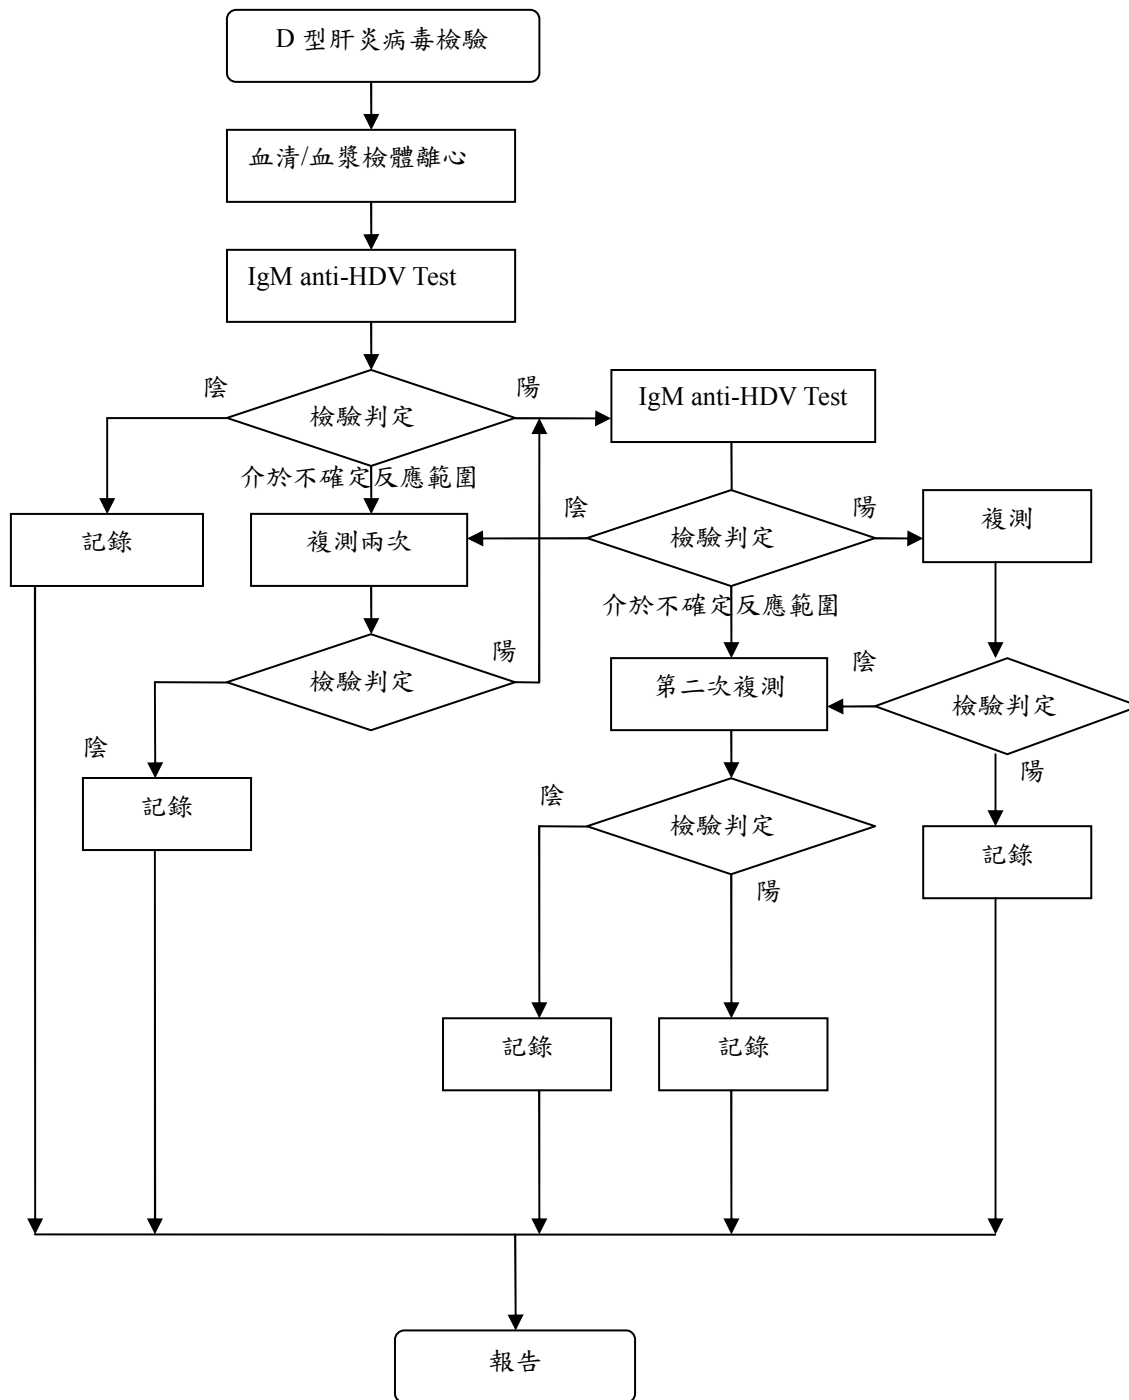 D 型肝炎病毒檢驗
血清/血漿檢體離心
IgM anti-HDV Test
陰
陽
檢驗判定
IgM anti-HDV Test
介於不確定反應範圍
記錄
複測兩次
陰
檢驗判定
陽
複測
介於不確定反應範圍
檢驗判定
陽
陰
記錄
第二次複測
陰
檢驗判定
陽
記錄
陰
檢驗判定
陽
記錄
記錄
報告